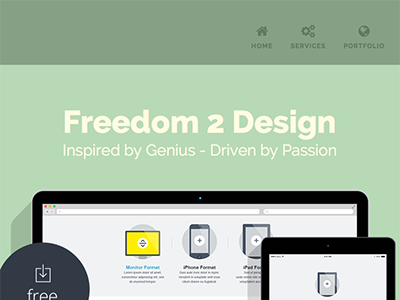 HOME SERVICES PORTFOLIO
Freedom 2 Design
Inspired by Genius - Driven by Passion
Monitor Format iPhone Format iPad Fo
free